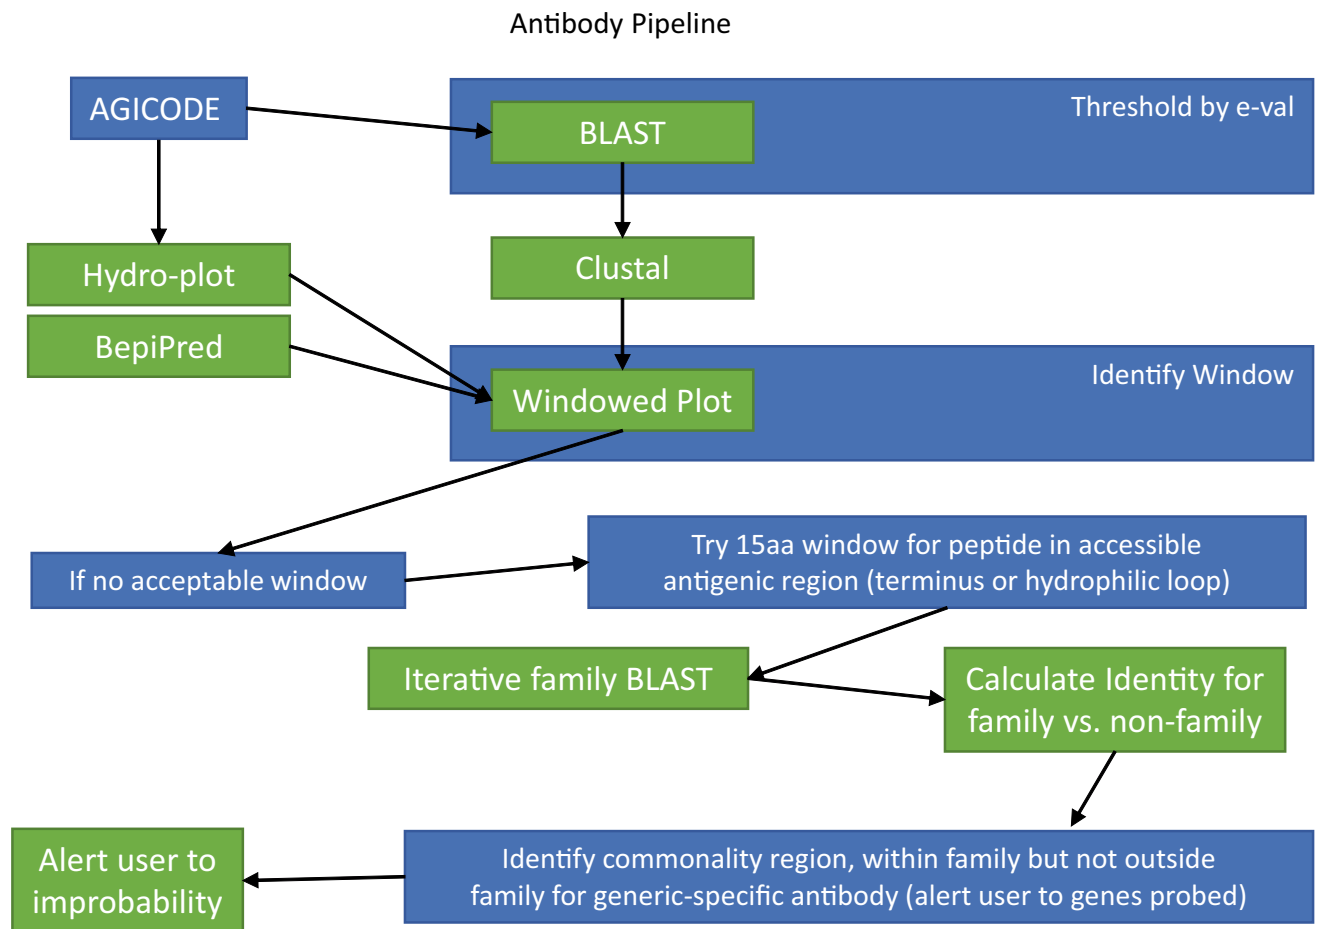 Antibody Pipeline
AGICODE
Threshold by e-val
BLAST
Hydro-plot
Clustal
BepiPred
Identify Window
Windowed Plot
If no acceptable window
Try 15aa window for peptide in accessible
antigenic region (terminus or hydrophilic loop)
Iterative family BLAST
Calculate Identity for
family vs. non-family
Alert user to
improbability
Identify commonality region, within family but not outside
family for generic-specific antibody (alert user to genes probed)